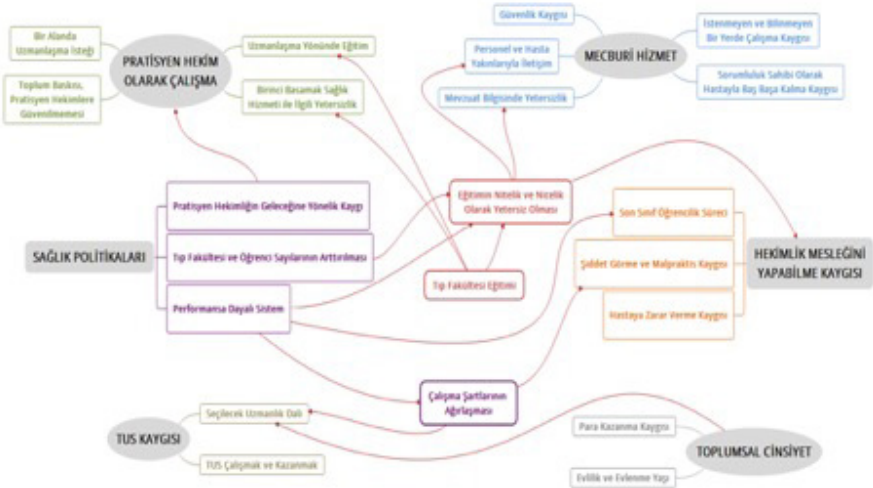 Bir Alanda
Uzmanlaşma İsteği
Toplum Baskısı,
Pratisyen Hekimlere
Güvenilmemesi
PRATİSYEN HEKİM
OLARAK ÇALIŞMA
Uzmanlaşma Yönünde Eğitim
Birinci Basamak Sağlık
Hizmeti ile İlgili Yetersizlik
Güvenlik Kaygısı
Personel ve Hasta
Yakınlarıyla İletişim
Mevzuat Bilgisinde Yetersizlik
MECBURİ HİZMET
İstenmeyen ve Bilinmeyen
Bir Yerde Çalışma Kaygısı
Sorumluluk Sahibi Olarak
Hastayla Baş Başa Kalma Kaygısı
SAĞLIK POLİTİKALARI
Pratisyen Hekimliğin Geleceğine Yönelik Kaygı
Tıp Fakültesi ve Öğrenci Sayılarının Arttırılması
Performansa Dayalı Sistem
Eğitimin Nitelik ve Nicelik
Olarak Yetersiz Olması
Tıp Fakültesi Eğitimi
Son Sınıf Öğrencilik Süreci
Şiddet Görme ve Malpraktis Kaygısı
Hastaya Zarar Verme Kaygısı
HEKİMLİK MESLEĞİNİ
YAPABİLME KAYGISI
Çalışma Şartlarının
Ağırlaşması
TUS KAYGISI
Seçilecek Uzmanlık Dalı
TUS Çalışmak ve Kazanmak
Para Kazanma Kaygısı
Evlilik ve Evlenme Yaşı
TOPLUMSAL CİNSİYET